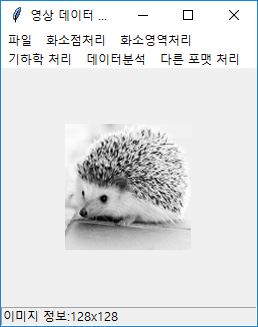 영상 데이터 ...
파일 화소점처리 화소영역처리
기하학 처리 데이터분석 다른 포맷 처리
이미지 정보:128x128